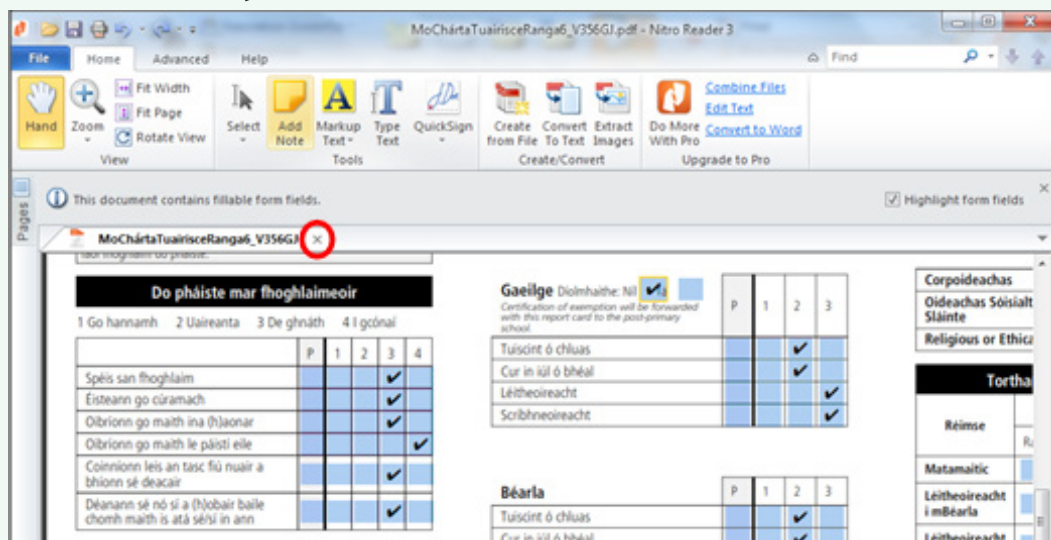 MoChártaTuairisceRanga6_V356GJ.pdf - Nitro Reader 3
File Home Advanced Help Find
Hand
Zoom
Fit Width
Fit Page
Rotate View
View
Select
Add Note
Markup Text
Type Text
QuickSign
Tools
Create from File
Convert To Text
Extract Images
Create/Convert
Do More With Pro
Combine Files
Edit Text
Convert to Word
Upgrade to Pro
Pages
This document contains fillable form fields.
Highlight form fields
MoChártaTuairisceRanga6_V356GJ
Do pháiste mar fhoghlaimeoir
1 Go hannamh 2 Uaireanta 3 De ghnáth 4 I gcónaí
P 1 2 3 4
Spéis san fhoghlaim
Éisteann go cúramach
Oibríonn go maith ina (h)aonar
Oibríonn go maith le páistí eile
Coinníonn leis an tasc fiú nuair a
bhíonn sé deacair
Déanann sé nó sí a (h)obair baile
chomh maith is atá sé/sí in ann
Gaeilge Díolmhaithe: Níl
Certification of exemption will be forwarded
with this report card to the post-primary
school.
P 1 2 3
Tuiscint ó chluas
Cur in iúl ó bhéal
Léitheoireacht
Scríbhneoireacht
Béarla
P 1 2 3
Tuiscint ó chluas
Cur in iúl ó bhéal
Corpoideachas
Oideachas Sóisialt
Sláinte
Religious or Ethica
Tortha
Réimse
Matamaitic
Léitheoireacht
i mBéarla
Léitheoireacht